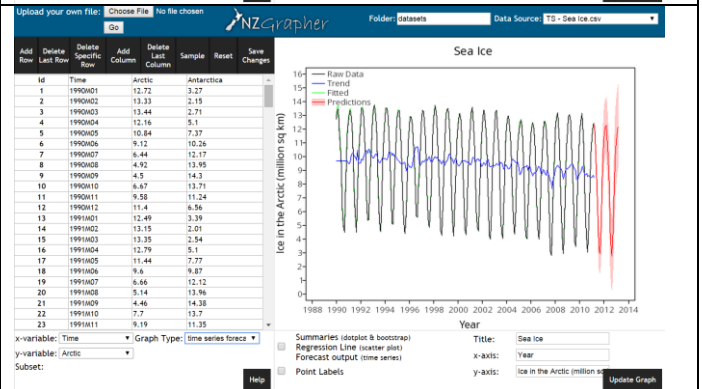 Upload your own file: Choose File No file chosen
Go
NZGrapher
Folder: datasets
Data Source: TS - Sea Ice.csv
Add Row
Delete Last Row
Delete Specific Row
Add Column
Delete Last Column
Sample
Reset
Save Changes
id Time Arctic Antarctica
1 1990M01 12.72 3.27
2 1990M02 13.33 2.15
3 1990M03 13.44 2.71
4 1990M04 12.16 5.1
5 1990M05 10.84 7.37
6 1990M06 9.12 10.26
7 1990M07 6.44 12.17
8 1990M08 4.92 13.95
9 1990M09 4.5 14.3
10 1990M10 6.67 13.71
11 1990M11 9.58 11.24
12 1990M12 11.4 6.56
13 1991M01 12.49 3.39
14 1991M02 13.15 2.01
15 1991M03 13.35 2.54
16 1991M04 12.79 5.1
17 1991M05 11.44 7.77
18 1991M06 9.6 9.87
19 1991M07 6.66 12.12
20 1991M08 5.14 13.96
21 1991M09 4.46 14.38
22 1991M10 7.7 13.7
23 1991M11 9.19 11.35
x-variable: Time
Graph Type: time series foreca
y-variable: Arctic
Subset:
Help
Sea Ice
Raw Data
Trend
Fitted
Predictions
Ice in the Arctic (million sq km)
16
15
14
13
12
11
10
9
8
7
6
5
4
3
2
1
0
1988 1990 1992 1994 1996 1998 2000 2002 2004 2006 2008 2010 2012 2014
Year
Summaries (dotplot & bootstrap)
Regression Line (scatter plot)
Forecast output (time series)
Point Labels
Title: Sea Ice
x-axis: Year
y-axis: Ice in the Arctic (million sq
Update Graph